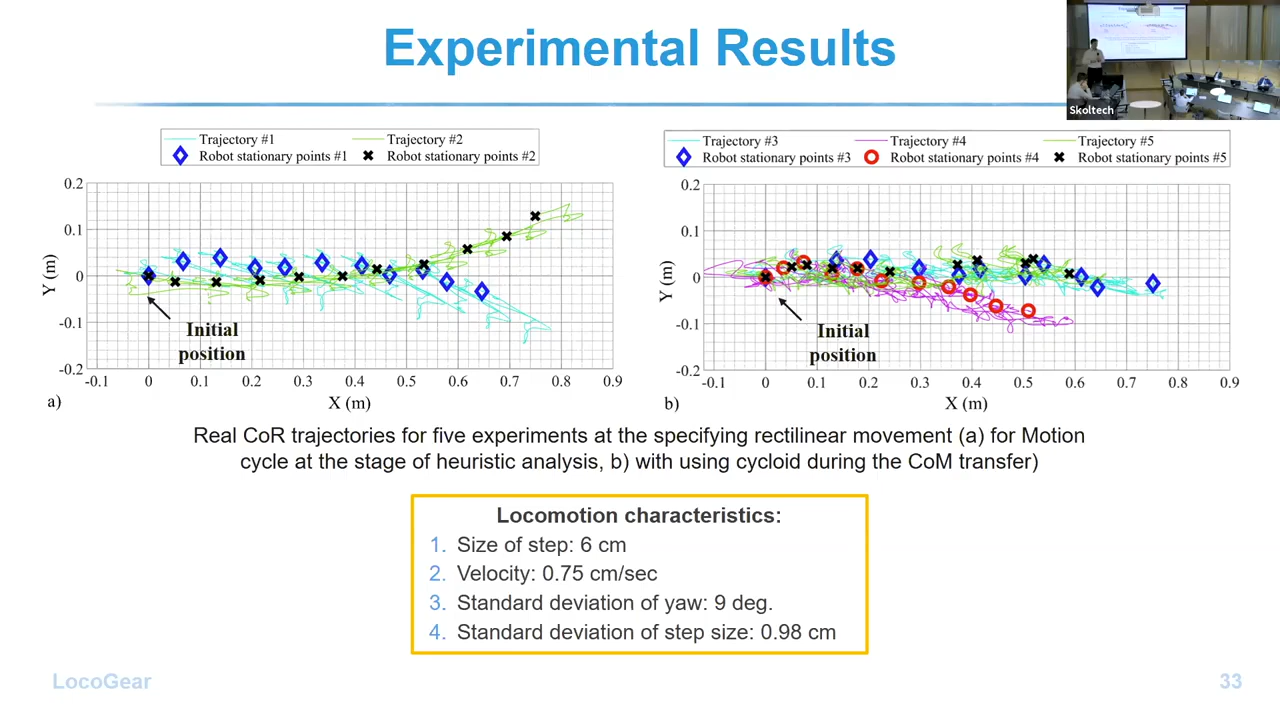 Experimental Results
Skoltech
Trajectory #1
Trajectory #2
Robot stationary points #1
Robot stationary points #2
0.2
0.1
0
-0.1
-0.2
Y (m)
Initial
position
-0.1 0 0.1 0.2 0.3 0.4 0.5 0.6 0.7 0.8 0.9
a)
X (m)
Trajectory #3
Trajectory #4
Trajectory #5
Robot stationary points #3
Robot stationary points #4
Robot stationary points #5
0.2
0.1
0
-0.1
-0.2
Y (m)
Initial
position
-0.1 0 0.1 0.2 0.3 0.4 0.5 0.6 0.7 0.8 0.9
b)
X (m)
Real CoR trajectories for five experiments at the specifying rectilinear movement (a) for Motion
cycle at the stage of heuristic analysis, b) with using cycloid during the CoM transfer)
Locomotion characteristics:
1. Size of step: 6 cm
2. Velocity: 0.75 cm/sec
3. Standard deviation of yaw: 9 deg.
4. Standard deviation of step size: 0.98 cm
LocoGear
33